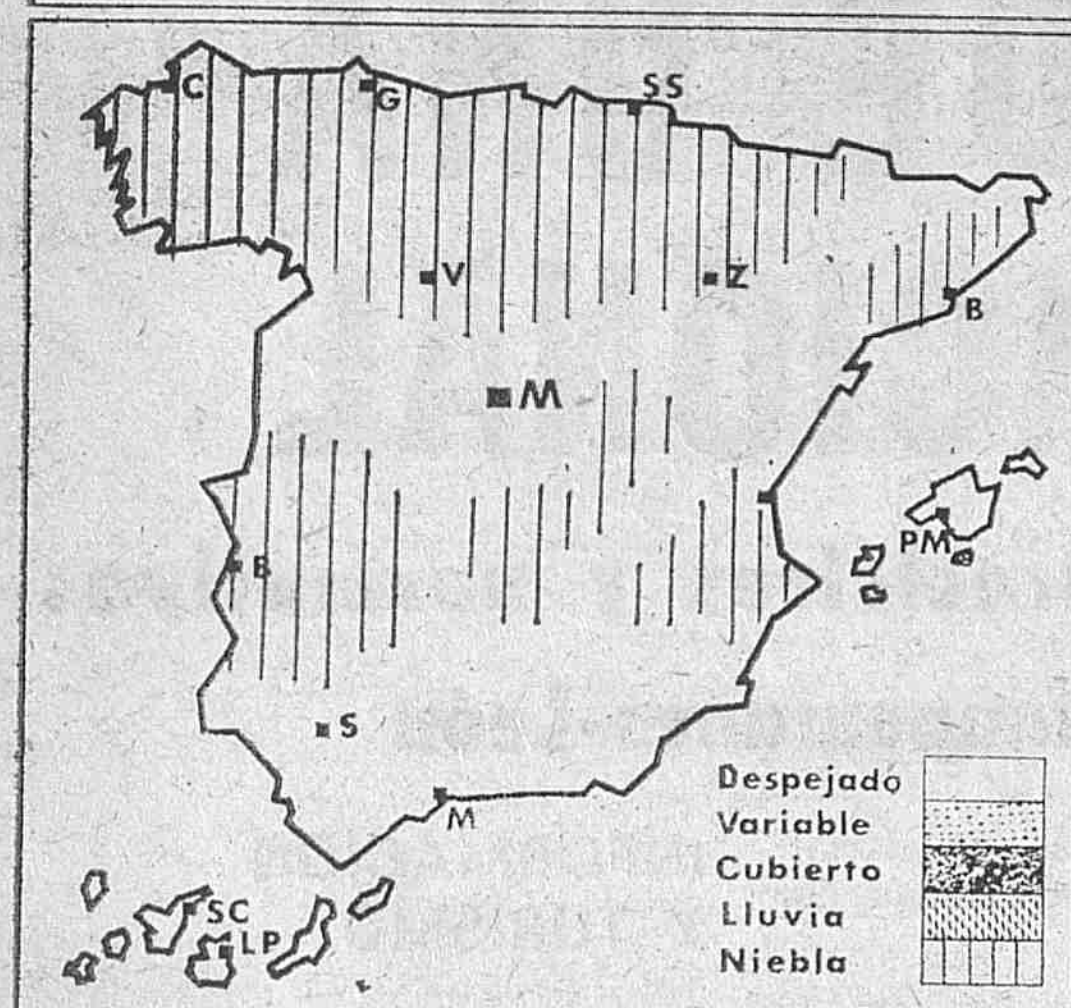 C
G
SS
V
Z
B
M
B
PM
S
M
SC
LP
Despejado
Variable
Cubierto
Lluvia
Niebla